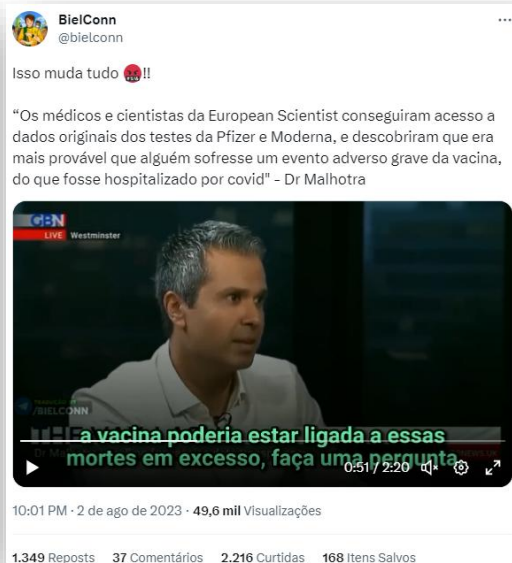 BielConn
@bielconn
Isso muda tudo !!
“Os médicos e cientistas da European Scientist conseguiram acesso a
dados originais dos testes da Pfizer e Moderna, e descobriram que era
mais provável que alguém sofresse um evento adverso grave da vacina,
do que fosse hospitalizado por covid" - Dr Malhotra
GBN
LIVE Westminster
/BIELCONN
a vacina poderia estar ligada a essas
mortes em excesso, faça uma pergunta
0:51 / 2:20
10:01 PM · 2 de ago de 2023 · 49,6 mil Visualizações
1.349 Reposts 37 Comentários 2.216 Curtidas 168 Itens Salvos